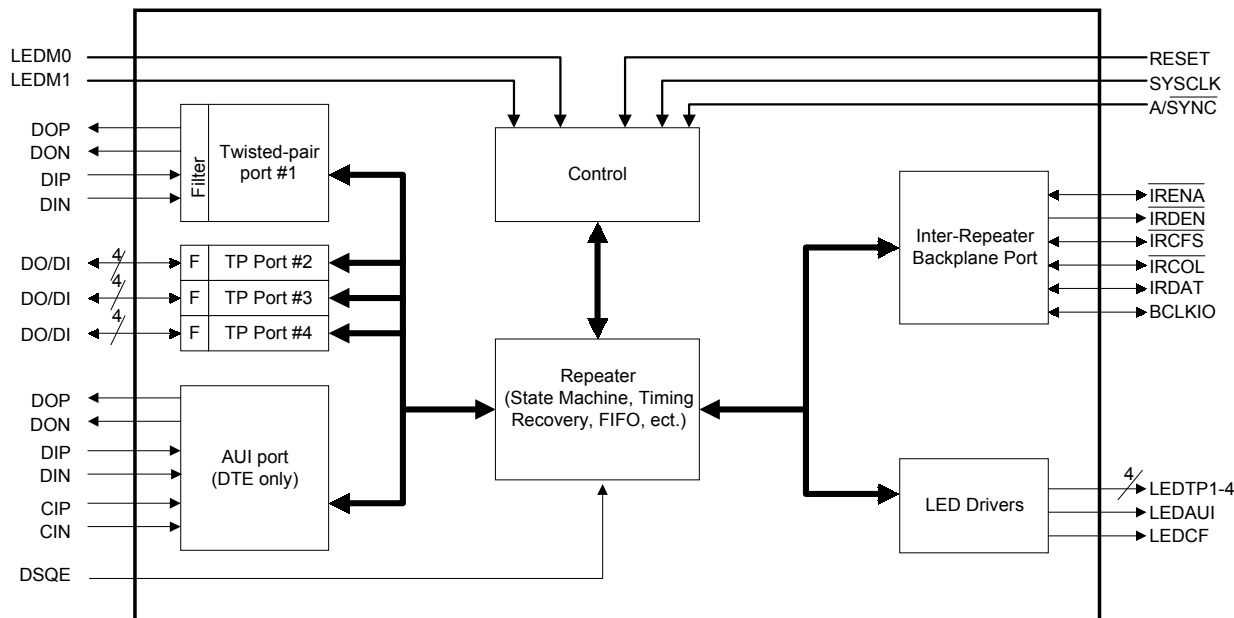 LEDM0
LEDM1
DOP
DON
DIP
DIN
Filter
Twisted-pair
port #1
DO/DI
4
F
TP Port #2
DO/DI
4
F
TP Port #3
DO/DI
4
F
TP Port #4
DOP
DON
DIP
DIN
CIP
CIN
AUI port
(DTE only)
DSQE
Control
Repeater
(State Machine, Timing
Recovery, FIFO, ect.)
RESET
SYSCLK
A/SYNC
Inter-Repeater
Backplane Port
IRENA
IRDEN
IRCFS
IRCOL
IRDAT
BCLKIO
LED Drivers
4
LEDTP1-4
LEDAUI
LEDCF